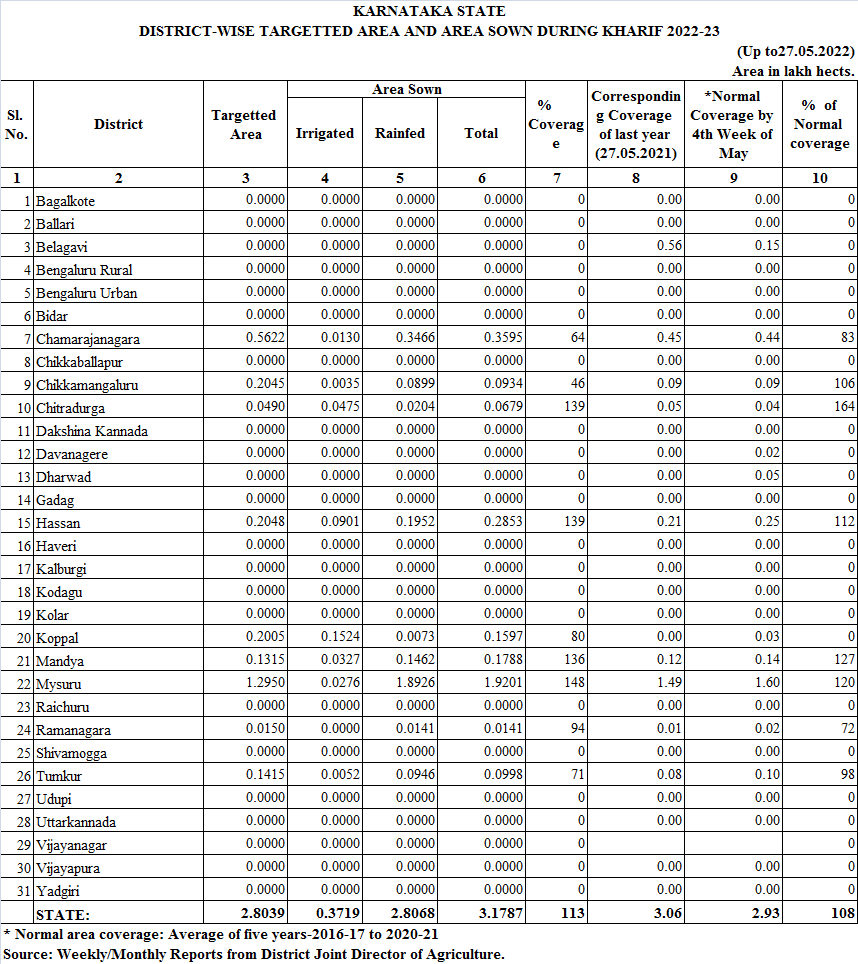 KARNATAKA STATE
DISTRICT-WISE TARGETTED AREA AND AREA SOWN DURING KHARIF 2022-23
(Up to27.05.2022)
Area in lakh hects.
Sl. No. District Targetted Area Area Sown Irrigated Rainfed Total % Coverag e Correspondin g Coverage of last year (27.05.2021) *Normal Coverage by 4th Week of May % of Normal coverage
1 2 3 4 5 6 7 8 9 10
1 Bagalkote 0.0000 0.0000 0.0000 0.0000 0 0.00 0.00 0
2 Ballari 0.0000 0.0000 0.0000 0.0000 0 0.00 0.00 0
3 Belagavi 0.0000 0.0000 0.0000 0.0000 0 0.56 0.15 0
4 Bengaluru Rural 0.0000 0.0000 0.0000 0.0000 0 0.00 0.00 0
5 Bengaluru Urban 0.0000 0.0000 0.0000 0.0000 0 0.00 0.00 0
6 Bidar 0.0000 0.0000 0.0000 0.0000 0 0.00 0.00 0
7 Chamarajanagara 0.5622 0.0130 0.3466 0.3595 64 0.45 0.44 83
8 Chikkaballapur 0.0000 0.0000 0.0000 0.0000 0 0.00 0.00 0
9 Chikkamangaluru 0.2045 0.0035 0.0899 0.0934 46 0.09 0.09 106
10 Chitradurga 0.0490 0.0475 0.0204 0.0679 139 0.05 0.04 164
11 Dakshina Kannada 0.0000 0.0000 0.0000 0.0000 0 0.00 0.00 0
12 Davanagere 0.0000 0.0000 0.0000 0.0000 0 0.00 0.02 0
13 Dharwad 0.0000 0.0000 0.0000 0.0000 0 0.00 0.05 0
14 Gadag 0.0000 0.0000 0.0000 0.0000 0 0.00 0.00 0
15 Hassan 0.2048 0.0901 0.1952 0.2853 139 0.21 0.25 112
16 Haveri 0.0000 0.0000 0.0000 0.0000 0 0.00 0.00 0
17 Kalburgi 0.0000 0.0000 0.0000 0.0000 0 0.00 0.00 0
18 Kodagu 0.0000 0.0000 0.0000 0.0000 0 0.00 0.00 0
19 Kolar 0.0000 0.0000 0.0000 0.0000 0 0.00 0.00 0
20 Koppal 0.2005 0.1524 0.0073 0.1597 80 0.00 0.03 0
21 Mandya 0.1315 0.0327 0.1462 0.1788 136 0.12 0.14 127
22 Mysuru 1.2950 0.0276 1.8926 1.9201 148 1.49 1.60 120
23 Raichuru 0.0000 0.0000 0.0000 0.0000 0 0.00 0.00 0
24 Ramanagara 0.0150 0.0000 0.0141 0.0141 94 0.01 0.02 72
25 Shivamogga 0.0000 0.0000 0.0000 0.0000 0 0.00 0.00 0
26 Tumkur 0.1415 0.0052 0.0946 0.0998 71 0.08 0.10 98
27 Udupi 0.0000 0.0000 0.0000 0.0000 0 0.00 0.00 0
28 Uttarkannada 0.0000 0.0000 0.0000 0.0000 0 0.00 0.00 0
29 Vijayanagar 0.0000 0.0000 0.0000 0.0000 0 0
30 Vijayapura 0.0000 0.0000 0.0000 0.0000 0 0.00 0.00 0
31 Yadgiri 0.0000 0.0000 0.0000 0.0000 0 0.00 0.00 0
STATE: 2.8039 0.3719 2.8068 3.1787 113 3.06 2.93 108
* Normal area coverage: Average of five years-2016-17 to 2020-21
Source: Weekly/Monthly Reports from District Joint Director of Agriculture.